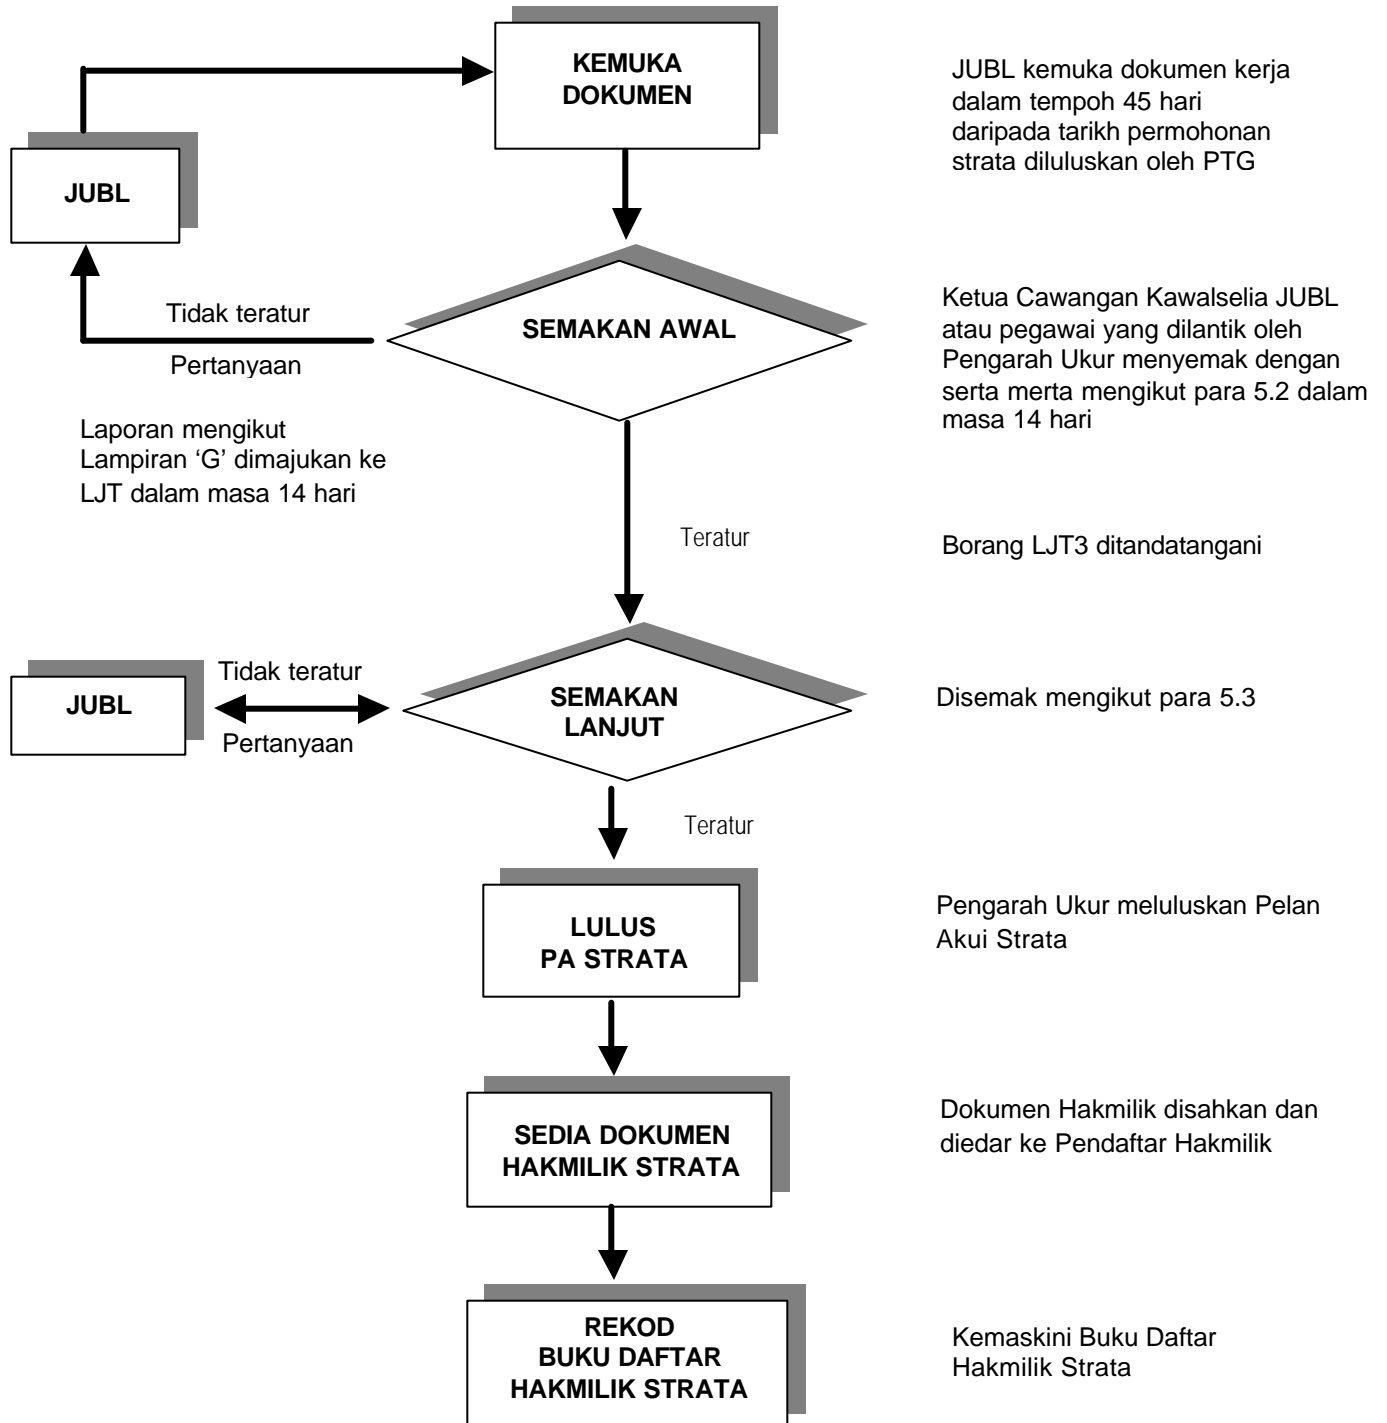 KEMUKA
DOKUMEN
JUBL kemuka dokumen kerja
dalam tempoh 45 hari
daripada tarikh permohonan
strata diluluskan oleh PTG
JUBL
SEMAKAN AWAL
Tidak teratur
Pertanyaan
Ketua Cawangan Kawalselia JUBL
atau pegawai yang dilantik oleh
Pengarah Ukur menyemak dengan
serta merta mengikut para 5.2 dalam
masa 14 hari
Laporan mengikut
Lampiran ‘G’ dimajukan ke
LJT dalam masa 14 hari
Teratur
Borang LJT3 ditandatangani
JUBL
Tidak teratur
Pertanyaan
SEMAKAN
LANJUT
Disemak mengikut para 5.3
Teratur
LULUS
PA STRATA
Pengarah Ukur meluluskan Pelan
Akui Strata
SEDIA DOKUMEN
HAKMILIK STRATA
Dokumen Hakmilik disahkan dan
diedar ke Pendaftar Hakmilik
REKOD
BUKU DAFTAR
HAKMILIK STRATA
Kemaskini Buku Daftar
Hakmilik Strata